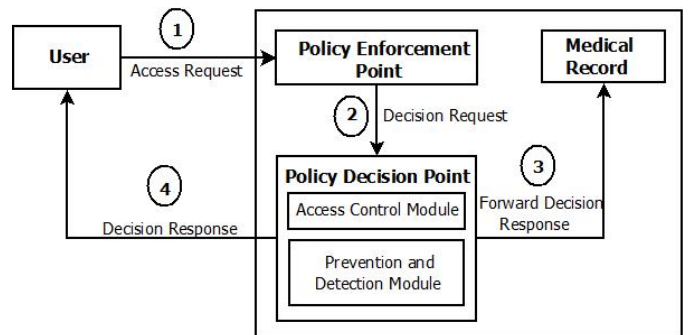 1
User
Access Request
Policy Enforcement
Point
Medical
Record
2
Decision Request
Policy Decision Point
Access Control Module
Prevention and
Detection Module
3
Forward Decision
Response
4
Decision Response